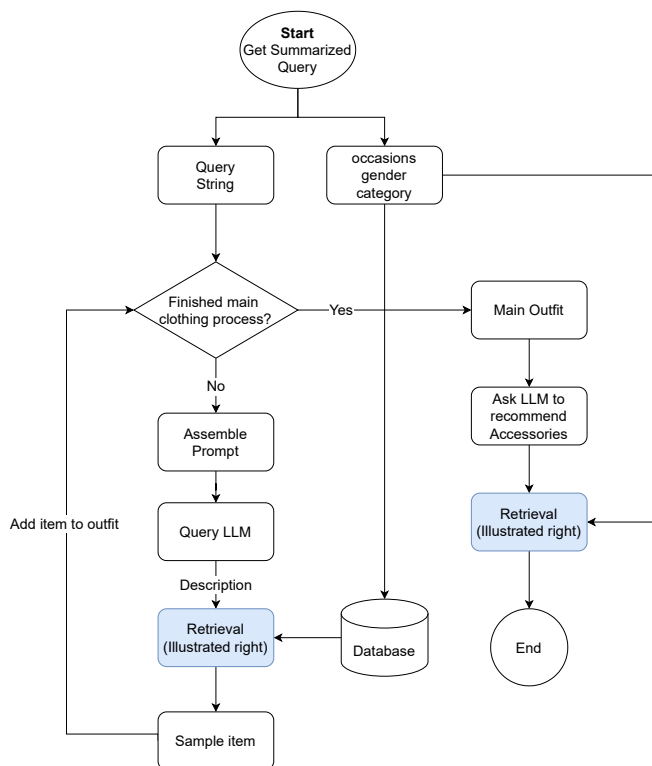 Start
Get Summarized
Query
Query
String
occasions
gender
category
Finished main
clothing process?
Yes
Main Outfit
No
Ask LLM to
recommend
Accessories
Assemble
Prompt
Add item to outfit
Query LLM
Retrieval
(Illustrated right)
Description
Retrieval
(Illustrated right)
Database
End
Sample item